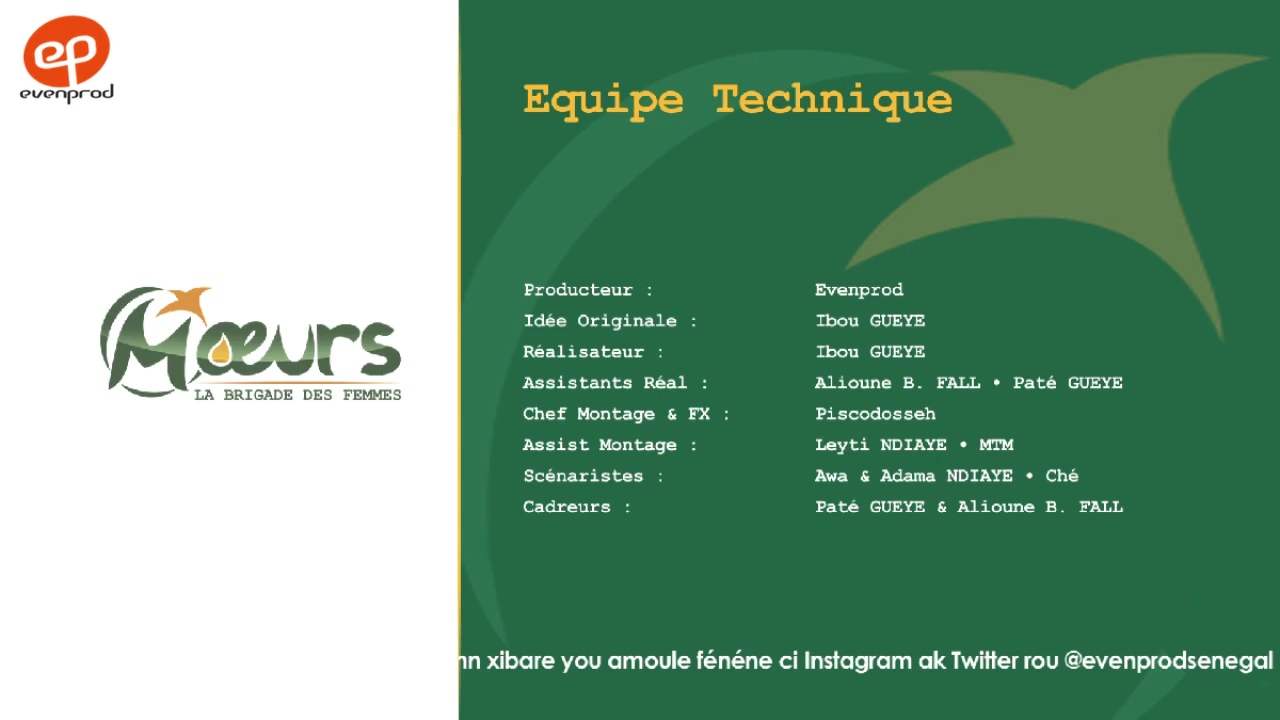 ep
evenprod
Equipe Technique
Producteur : Evenprod
Idée Originale : Ibou GUEYE
Réalisateur : Ibou GUEYE
Assistants Réal : Alioune B. FALL • Paté GUEYE
Chef Montage & FX : Piscodosseh
Assist Montage : Leyti NDIAYE • MTM
Scénaristes : Awa & Adama NDIAYE • Ché
Cadreurs : Paté GUEYE & Alioune B. FALL
Mœurs
LA BRIGADE DES FEMMES
xibare you amoule fénéne ci Instagram ak Twitter rou @evenprodsenegal